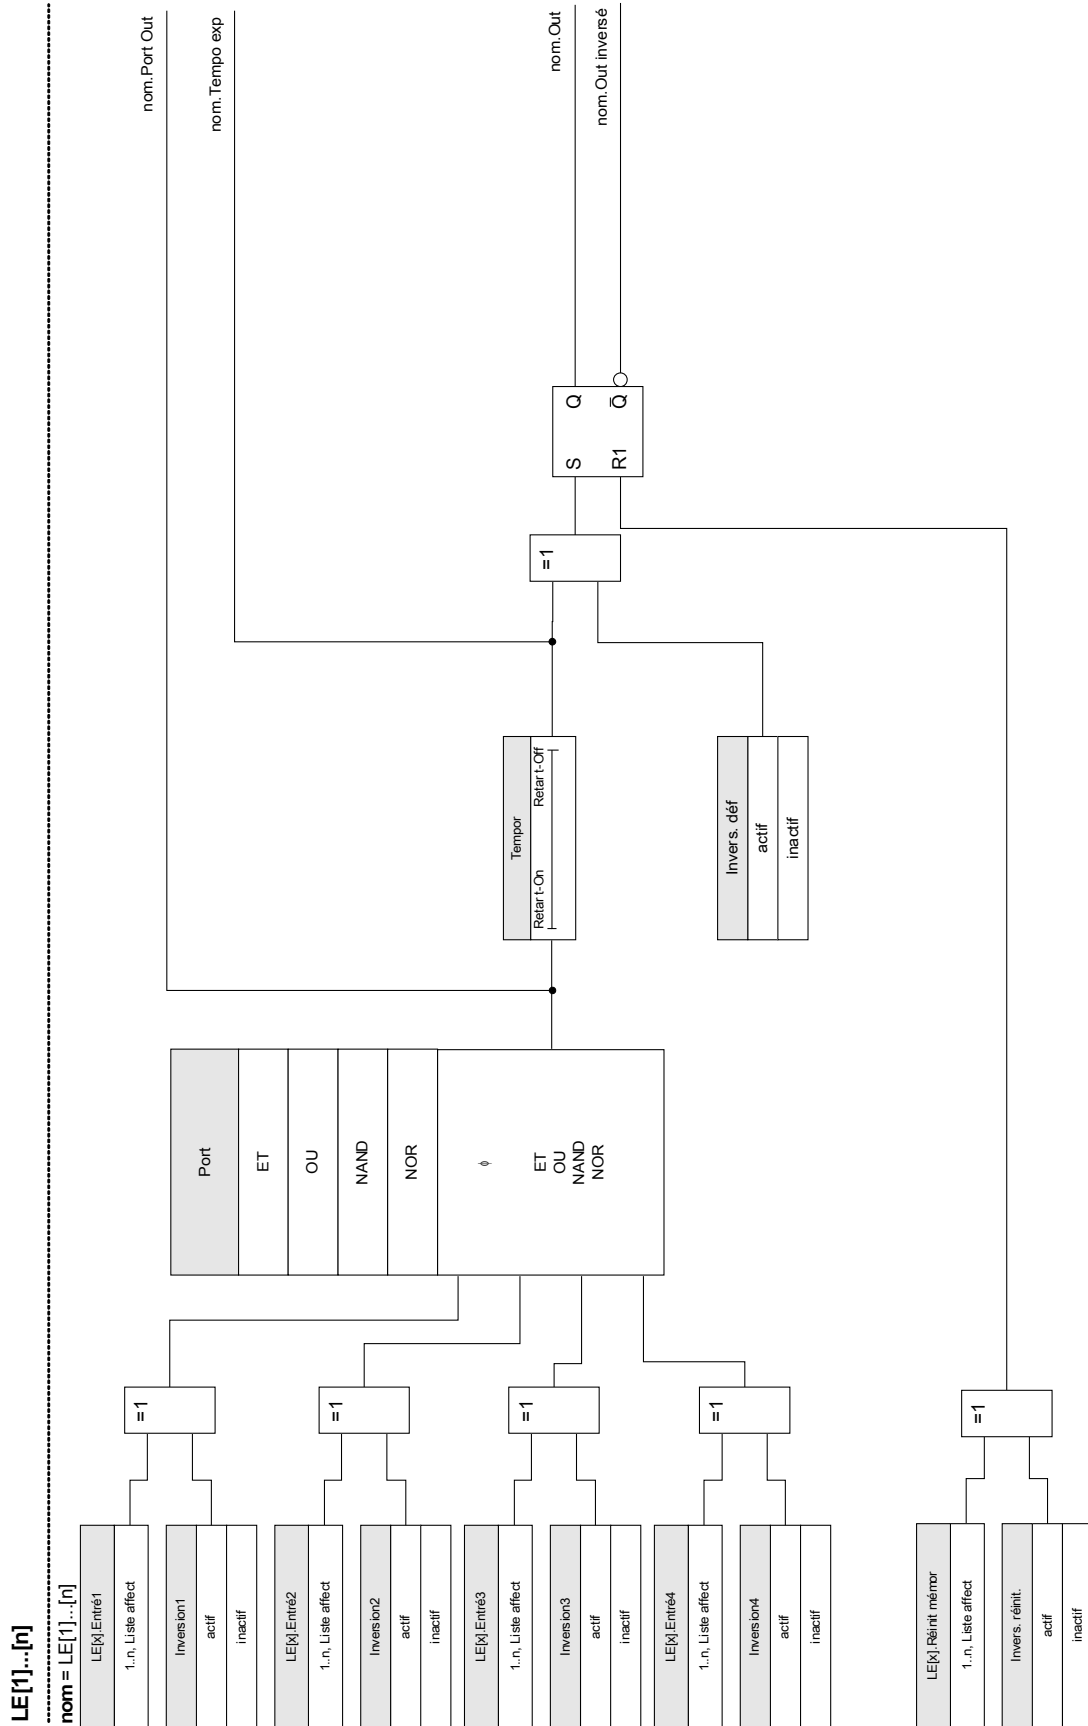 LE[1]...[n]
nom = LE[1]...[n]
LE[x].Entré1
1..n, Liste affect
Inversion1
actif
inactif
=1
LE[x].Entré2
1..n, Liste affect
Inversion2
actif
inactif
=1
LE[x].Entré3
1..n, Liste affect
Inversion3
actif
inactif
=1
LE[x].Entré4
1..n, Liste affect
Inversion4
actif
inactif
=1
LE[x].Réinit mémor
1..n, Liste affect
Invers. réinit.
actif
inactif
=1
Port
ET
OU
NAND
NOR
ϕ
ET
OU
NAND
NOR
Tempor
Retart-On
Retart-Off
Invers. déf
actif
inactif
=1
S
Q
R1
Q̅
nom.Port Out
nom.Tempo exp
nom.Out
nom.Out inversé